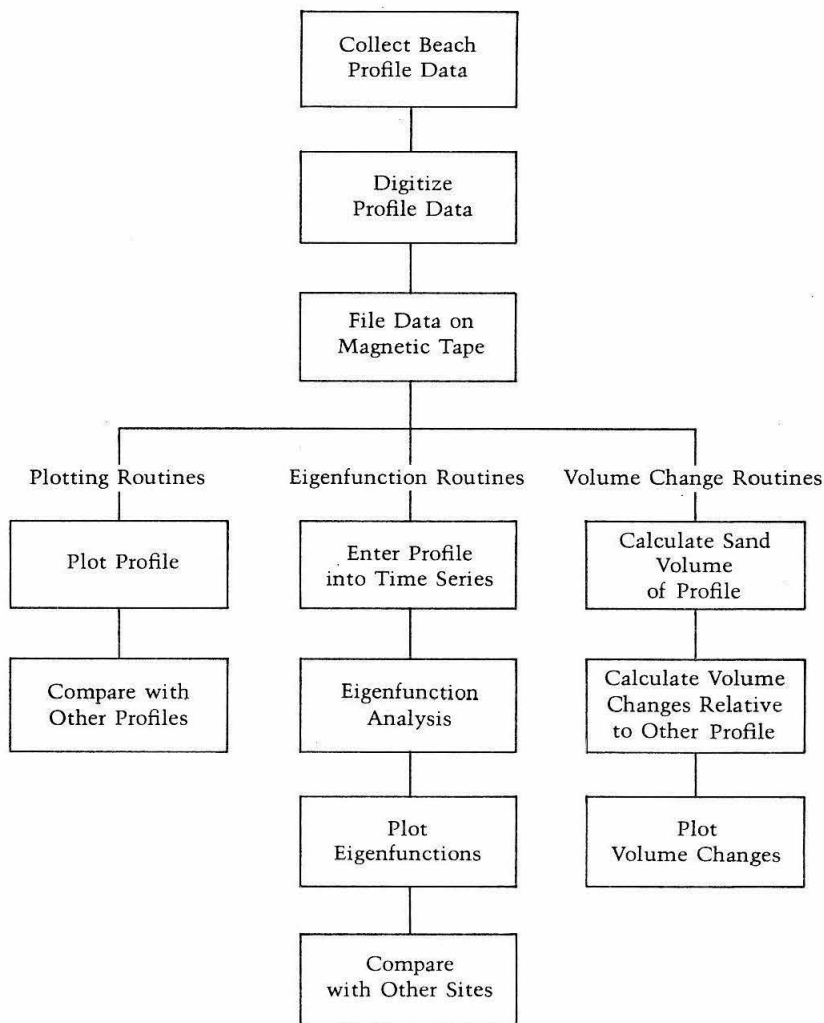 Collect Beach
Profile Data
Digitize
Profile Data
File Data on
Magnetic Tape
Plotting Routines
Eigenfunction Routines
Volume Change Routines
Plot Profile
Enter Profile
into Time Series
Calculate Sand
Volume
of Profile
Compare with
Other Profiles
Eigenfunction
Analysis
Calculate Volume
Changes Relative
to Other Profile
Plot
Eigenfunctions
Plot
Volume Changes
Compare
with Other Sites